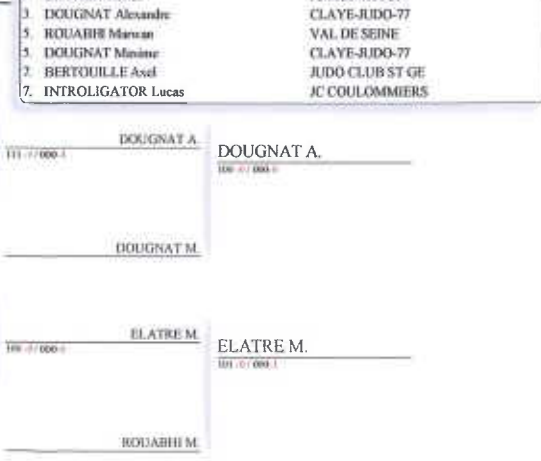 3. DOUGNAT Alexandre CLAYE-JUDO-77
5. ROUABHI Marwan VAL DE SEINE
5. DOUGNAT Maxime CLAYE-JUDO-77
7. BERTOUILLE Axel JUDO CLUB ST GE
7. INTROLIGATOR Lucas JC COULOMMIERS
DOUGNAT A.
DOUGNAT A.
DOUGNAT M.
ELATRE M.
ELATRE M.
ROUABHI M.